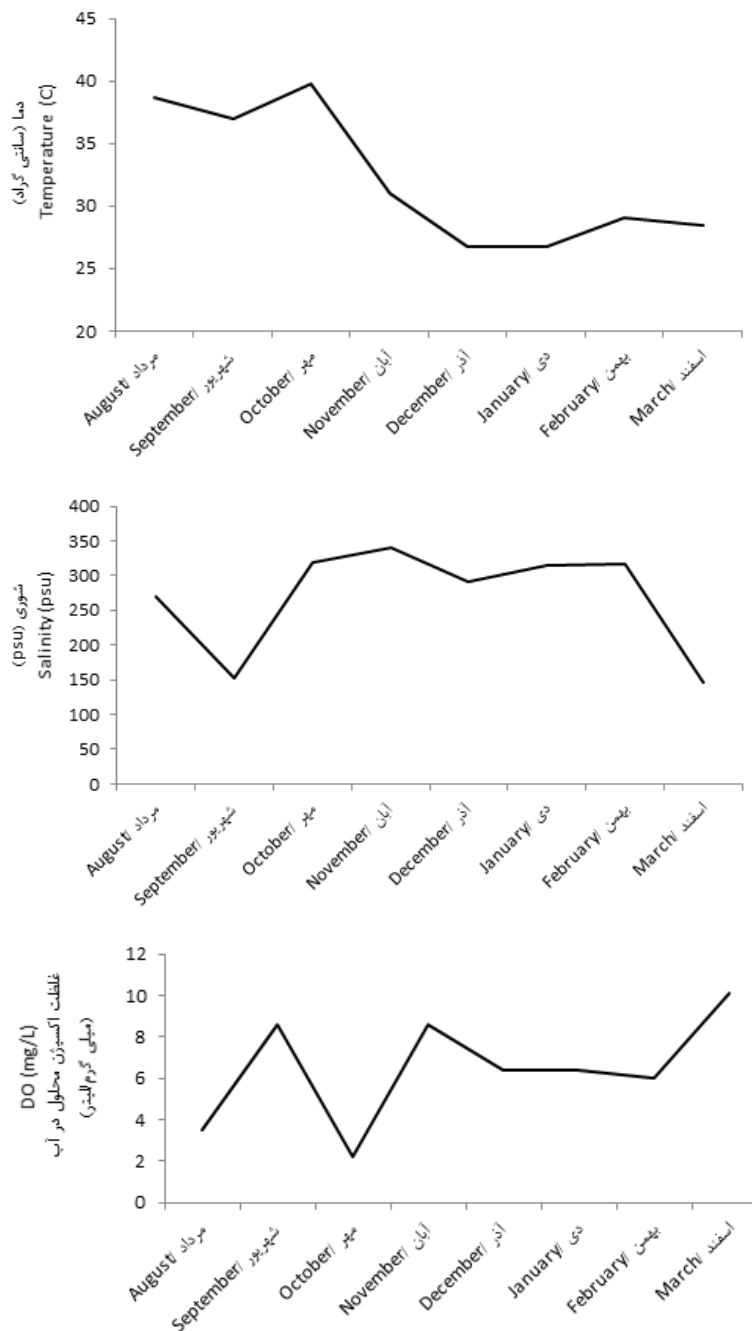 45
40
35
30
25
20
دما (سانتی گراد)
Temperature (C)
August/ مرداد
September/ شهریور
October/ مهر
November/ آبان
December/ آذر
January/ دی
February/ بهمن
March/ اسفند
400
350
300
250
200
150
100
50
0
شوری (psu)
Salinity (psu)
August/ مرداد
September/ شهریور
October/ مهر
November/ آبان
December/ آذر
January/ دی
February/ بهمن
March/ اسفند
12
10
8
6
4
2
0
DO (mg/L)
غلظت اکسیژن محلول در آب
(میلی گرم/لیتر)
August/ مرداد
September/ شهریور
October/ مهر
November/ آبان
December/ آذر
January/ دی
February/ بهمن
March/ اسفند